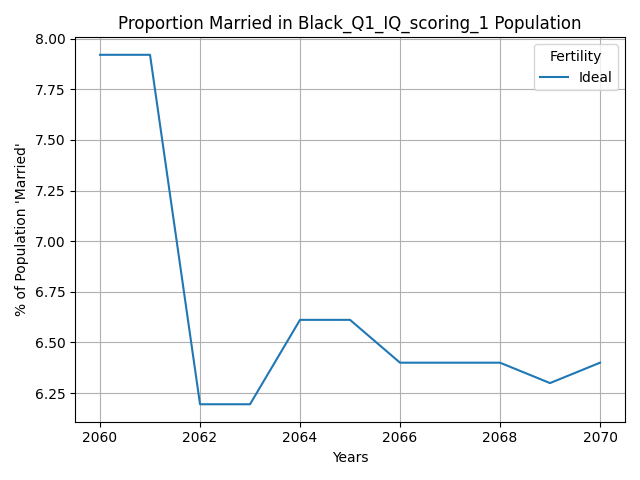 Proportion Married in Black_Q1_IQ_scoring_1 Population
8.00
7.75
7.50
7.25
7.00
6.75
6.50
6.25
% of Population 'Married'
Fertility
Ideal
2060
2062
2064
2066
2068
2070
Years